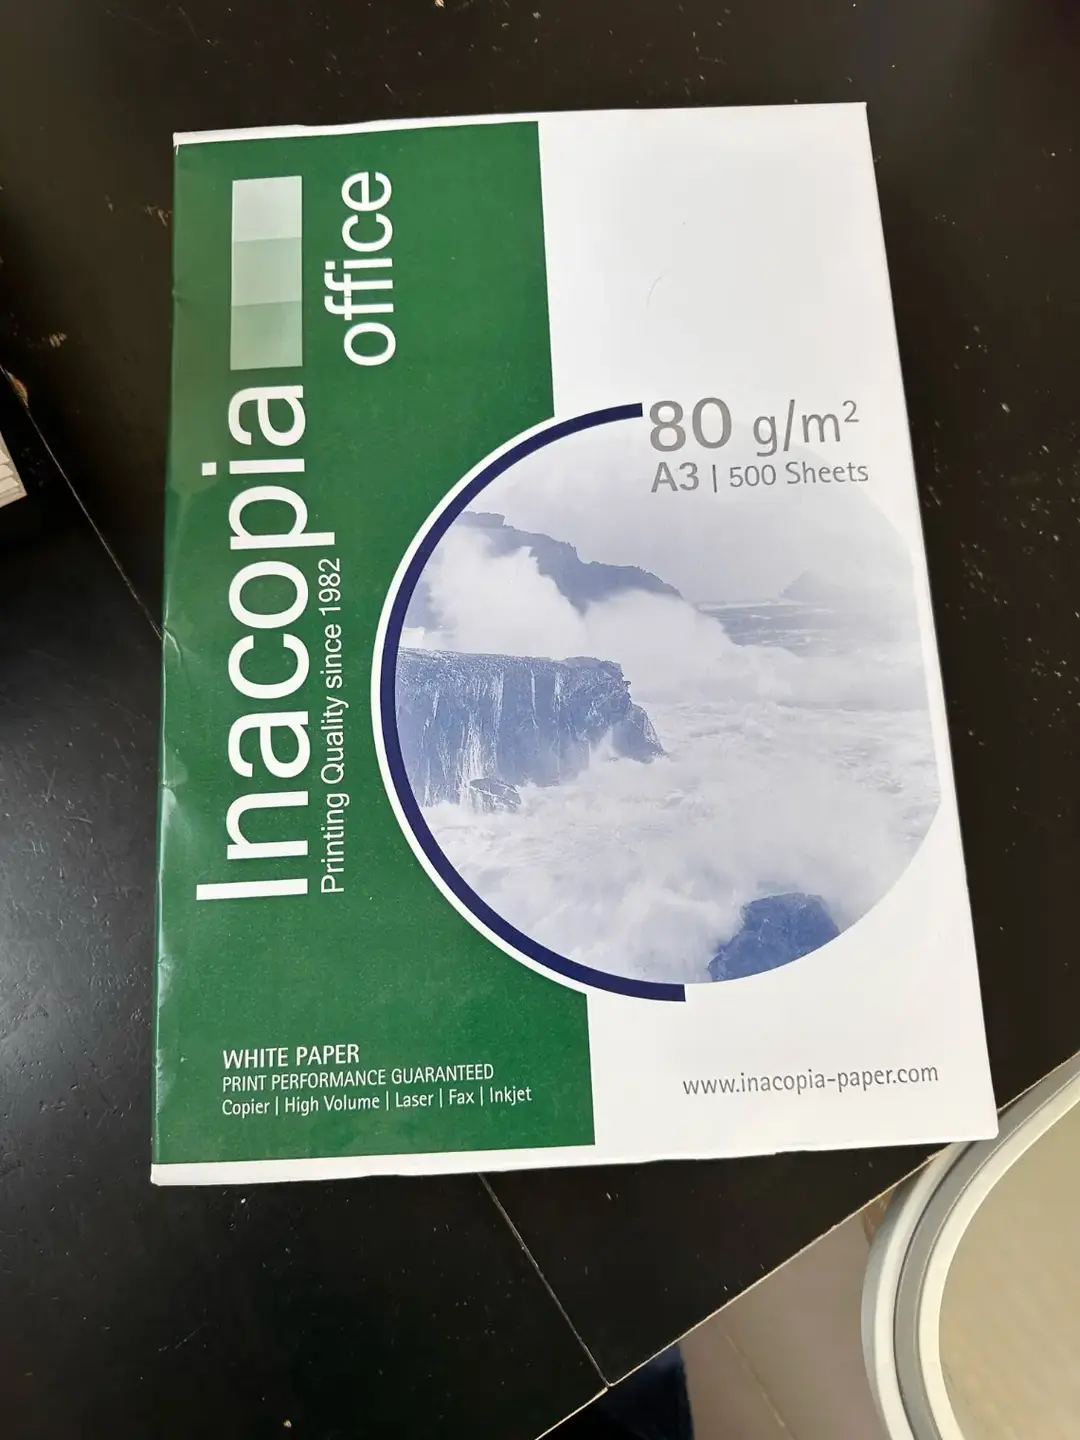 Inacopia
office
Printing Quality since 1982
80 g/m²
A3 | 500 Sheets
WHITE PAPER
PRINT PERFORMANCE GUARANTEED
Copier | High Volume | Laser | Fax | Inkjet
www.inacopia-paper.com